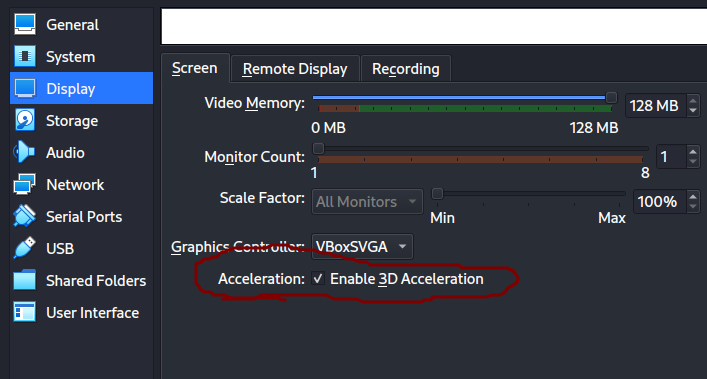 General
System
Display
Storage
Audio
Network
Serial Ports
USB
Shared Folders
User Interface
Screen Remote Display Recording
Video Memory: 128 MB
0 MB 128 MB
Monitor Count: 1
1 8
Scale Factor: All Monitors 100%
Min Max
Graphics Controller: VBoxSVGA
Acceleration: Enable 3D Acceleration